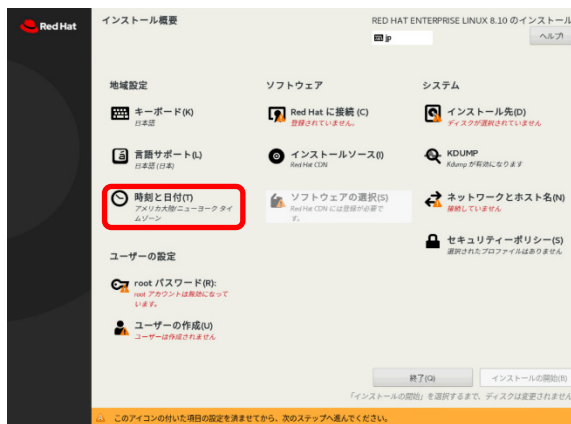 Red Hat
インストール概要
RED HAT ENTERPRISE LINUX 8.10 のインストール
jp
ヘルプ!
地域設定
ソフトウェア
システム
キーボード(K)
日本語
Red Hat に接続 (C)
登録されていません。
インストール先(D)
ディスクが選択されていません
言語サポート(L)
日本語 (日本)
インストールソース(I)
Red Hat CDN
KDUMP
Kdump が有効になります
時刻と日付(T)
アメリカ大陸/ニューヨーク タイ
ムゾーン
ソフトウェアの選択(S)
Red Hat CDN には登録が必要で
す。
ネットワークとホスト名(N)
接続していません
セキュリティーポリシー(S)
選択されたプロファイルはありません
ユーザーの設定
root パスワード(R):
root アカウントは無効になって
います。
ユーザーの作成(U)
ユーザーは作成されません
終了(Q)
インストールの開始(B)
「インストールの開始」を選択するまで、ディスクは変更されません
このアイコンの付いた項目の設定を済ませてから、次のステップへ進んでください。